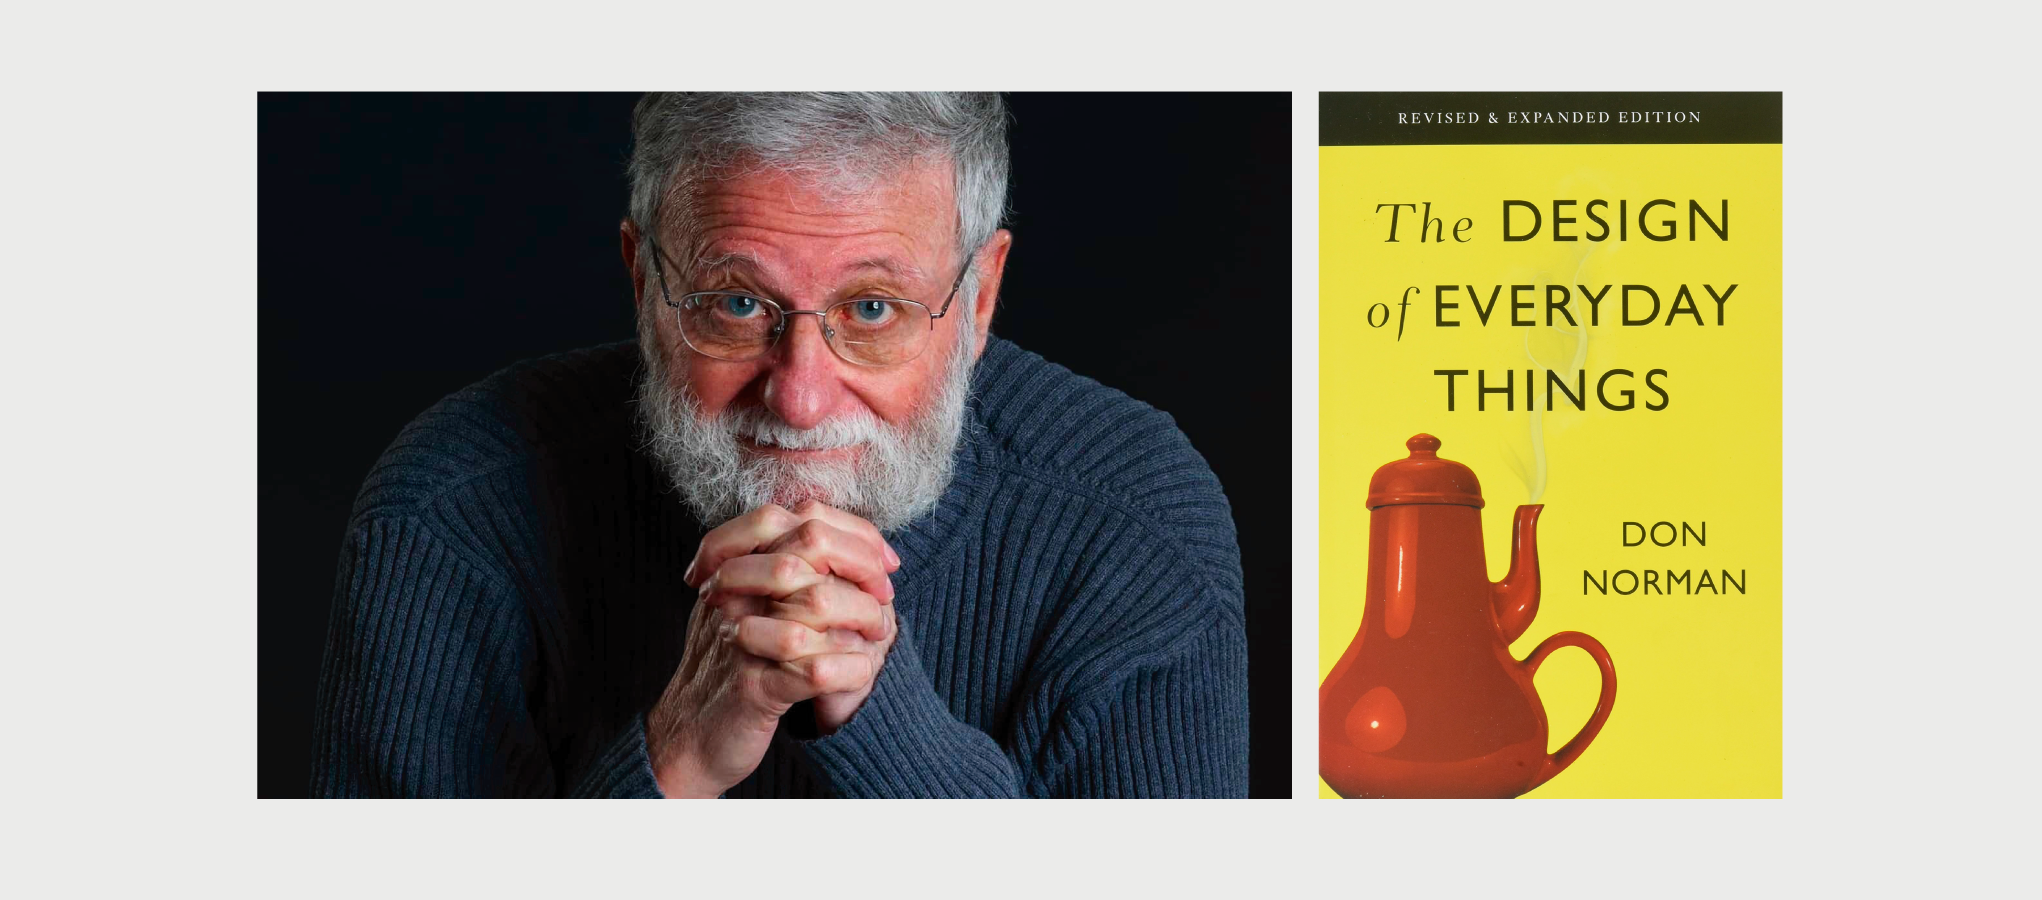 REVISED & EXPANDED EDITION
The DESIGN
of EVERYDAY
THINGS
DON
NORMAN